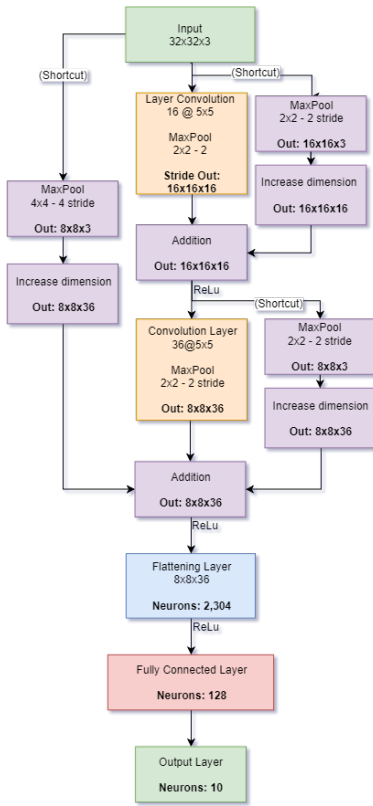 Input
32x32x3
(Shortcut)
(Shortcut)
Layer Convolution
16 @ 5x5
MaxPool
2x2 - 2
Stride Out:
16x16x16
MaxPool
2x2 - 2 stride
Out: 16x16x3
MaxPool
4x4 - 4 stride
Out: 8x8x3
Increase dimension
Out: 16x16x16
Addition
Out: 16x16x16
Increase dimension
Out: 8x8x36
ReLu
(Shortcut)
Convolution Layer
36@5x5
MaxPool
2x2 - 2 stride
Out: 8x8x36
MaxPool
2x2 - 2 stride
Out: 8x8x3
Increase dimension
Out: 8x8x36
Addition
Out: 8x8x36
ReLu
Flattening Layer
8x8x36
Neurons: 2,304
ReLu
Fully Connected Layer
Neurons: 128
Output Layer
Neurons: 10